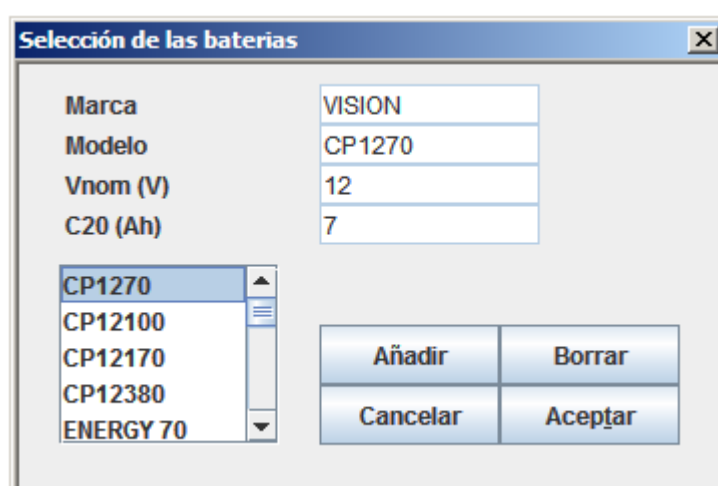 Selección de las baterias
Marca VISION
Modelo CP1270
Vnom (V) 12
C20 (Ah) 7
CP1270
CP12100
CP12170
CP12380
ENERGY 70
Añadir Borrar
Cancelar Aceptar